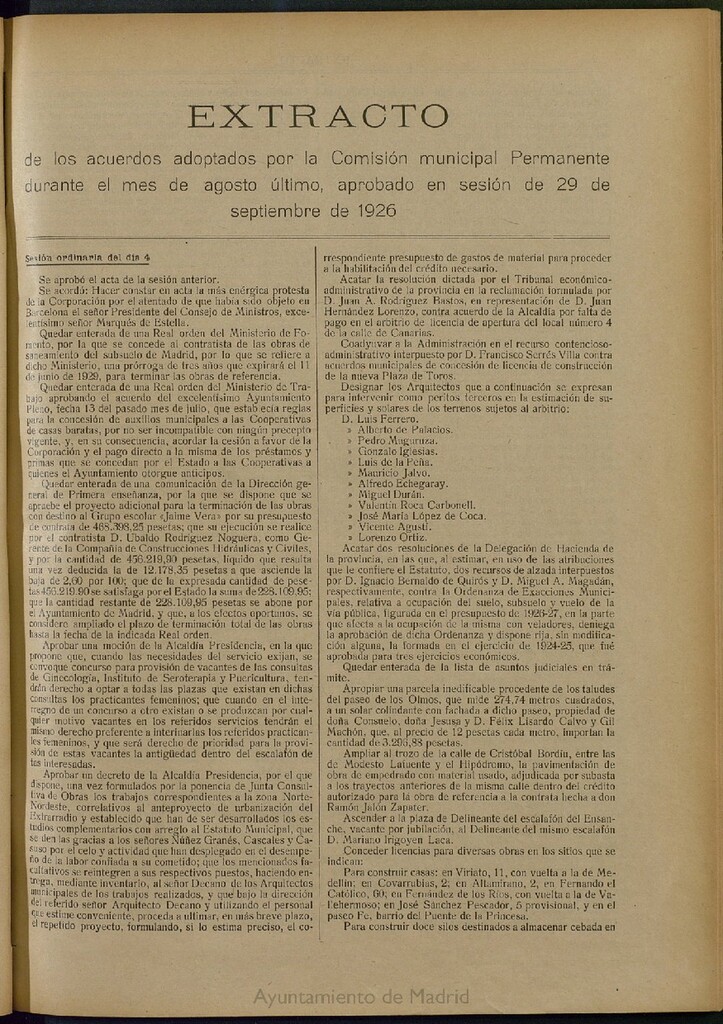 EXTRACTO
de los acuerdos adoptados por la Comisión municipal Permanente
durante el mes de agosto último, aprobado en sesión de 29 de
septiembre de 1926
Sesión ordinaria del día 4
Se aprobó el acta de la sesión anterior.
Se acordó: Hacer constar en acta la más enérgica protesta
de la Corporación por el atentado de que había sido objeto en
Barcelona el señor Presidente del Consejo de Ministros, exce-
lentísimo señor Marqués de Estella.
Quedar enterada de una Real orden del Ministerio de Fo-
mento, por la que se concede al contratista de las obras de
saneamiento del subsuelo de Madrid, por lo que se refiere a
dicho Ministerio, una prórroga de tres años que expirará el 11
de junio de 1929, para terminar las obras de referencia.
Quedar enterada de una Real orden del Ministerio de Tra-
bajo aprobando el acuerdo del excelentísimo Ayuntamiento
Pleno, fecha 13 del pasado mes de julio, que establecía reglas
para la concesión de auxilios municipales a las Cooperativas
de casas baratas, por no ser incompatible con ningún precepto
vigente, y, en su consecuencia, acordar la cesión a favor de la
Corporación y el pago directo a la misma de los préstamos y
primas que se concedan por el Estado a las Cooperativas a
quienes el Ayuntamiento otorgue anticipos.
Quedar enterada de una comunicación de la Dirección ge-
neral de Primera enseñanza, por la que se dispone que se
apruebe el proyecto adicional para la terminación de las obras
con destino al Grupo escolar «Jaime Vera» por su presupuesto
de contrata de 468.398,25 pesetas; que su ejecución se realice
por el contratista D. Ubaldo Rodríguez Noguera, como Ge-
rente de la Compañía de Construcciones Hidráulicas y Civiles,
y por la cantidad de 456.219,90 pesetas, líquido que resulta
una vez deducida la de 12.178,35 pesetas a que asciende la
baja de 2,60 por 100; que de la expresada cantidad de pese-
tas 456.219,90 se satisfaga por el Estado la suma de 228.109,95;
que la cantidad restante de 228.109,95 pesetas se abone por
el Ayuntamiento de Madrid, y que, a los efectos oportunos, se
considere ampliado el plazo de terminación total de las obras
hasta la fecha de la indicada Real orden.
Aprobar una moción de la Alcaldía Presidencia, en la que
propone que, cuando las necesidades del servicio exijan, se
convoque concurso para provisión de vacantes de las consultas
de Ginecología, Instituto de Seroterapia y Puericultura, ten-
drán derecho a optar a todas las plazas que existan en dichas
consultas los practicantes femeninos; que cuando en el inte-
rregno de un concurso a otro existan o se produzcan por cual-
quier motivo vacantes en los referidos servicios tendrán el
mismo derecho preferente a interinarlas los referidos practican-
tes femeninos, y que será derecho de prioridad para la provi-
sión de estas vacantes la antigüedad dentro del escalafón de
las interesadas.
Aprobar un decreto de la Alcaldía Presidencia, por el que
dispone, una vez formulados por la ponencia de Junta Consul-
tiva de Obras los trabajos correspondientes a la zona Norte-
Nordeste, correlativos al anteproyecto de urbanización del
Extrarradio y establecido que han de ser desarrollados los es-
tudios complementarios con arreglo al Estatuto Municipal, que
se den las gracias a los señores Núñez Granés, Cascales y Ca-
suso por el celo y actividad que han desplegado en el desempe-
ño de la labor confiada a su cometido; que los mencionados fa-
cultativos se reintegren a sus respectivos puestos, haciendo en-
trega, mediante inventario, al señor Decano de los Arquitectos
municipales de los trabajos realizados, y que bajo la dirección
del referido señor Arquitecto Decano y utilizando el personal
que estime conveniente, proceda a ultimar, en más breve plazo,
el repetido proyecto, formulando, si lo estima preciso, el co-
rrespondiente presupuesto de gastos de material para proceder
a la habilitación del crédito necesario.
Acatar la resolución dictada por el Tribunal económico-
administrativo de la provincia en la reclamación formulada por
D. Juan A. Rodríguez Bastos, en representación de D. Juan
Hernández Lorenzo, contra acuerdo de la Alcaldía por falta de
pago en el arbitrio de licencia de apertura del local número 4
de la calle de Canarias.
Coadyuvar a la Administración en el recurso contencioso-
administrativo interpuesto por D. Francisco Serrés Villa contra
acuerdos municipales de concesión de licencia de construcción
de la nueva Plaza de Toros.
Designar los Arquitectos que a continuación se expresan
para intervenir como peritos terceros en la estimación de su-
perficies y solares de los terrenos sujetos al arbitrio:
D. Luis Ferrero.
» Alberto de Palacios.
» Pedro Muguruza.
» Gonzalo Iglesias.
» Luis de la Peña.
» Mauricio Jalvo.
» Alfredo Echegaray.
» Miguel Durán.
» Valentín Roca Carbonell.
» José María López de Coca.
» Vicente Agustí.
» Lorenzo Ortiz.
Acatar dos resoluciones de la Delegación de Hacienda de
la provincia, en las que, al estimar, en uso de las atribuciones
que le confiere el Estatuto, dos recursos de alzada interpuestos
por D. Ignacio Bernaldo de Quirós y D. Miguel A. Magadán,
respectivamente, contra la Ordenanza de Exacciones Munici-
pales, relativa a ocupación del suelo, subsuelo y vuelo de la
vía pública, figurada en el presupuesto de 1926-27, en la parte
que afecta a la ocupación de la misma con veladores, deniega
la aprobación de dicha Ordenanza y dispone rija, sin modifica-
ción alguna, la formada en el ejercicio de 1924-25, que fué
aprobada para tres ejercicios económicos.
Quedar enterada de la lista de asuntos judiciales en trá-
mite.
Apropiar una parcela inedificable procedente de los taludes
del paseo de los Olmos, que mide 274,74 metros cuadrados,
a un solar colindante con fachada a dicho paseo, propiedad de
doña Consuelo, doña Jesusa y D. Félix Lisardo Calvo y Gil
Machón, que, al precio de 12 pesetas cada metro, importan la
cantidad de 3.296,88 pesetas.
Ampliar al trozo de la calle de Cristóbal Bordíu, entre las
de Modesto Lafuente y el Hipódromo, la pavimentación de
obra de empedrado con material usado, adjudicada por subasta
a los trayectos anteriores de la misma calle dentro del crédito
autorizado para la obra de referencia a la contrata hecha a don
Ramón Jalón Zapater.
Ascender a la plaza de Delineante del escalafón del Ensan-
che, vacante por jubilación, al Delineante del mismo escalafón
D. Mariano Irigoyen Laca.
Conceder licencias para diversas obras en los sitios que se
indican:
Para construir casas: en Viriato, 11, con vuelta a la de Me-
dellín; en Covarrubias, 2; en Altamirano, 2, en Fernando el
Católico, 60; en Fernández de los Ríos, con vuelta a la de Va-
llehermoso; en José Sánchez Pescador, 5 provisional, y en el
paseo Fe, barrio del Puente de la Princesa.
Para construir doce silos destinados a almacenar cebada en
Ayuntamiento de Madrid